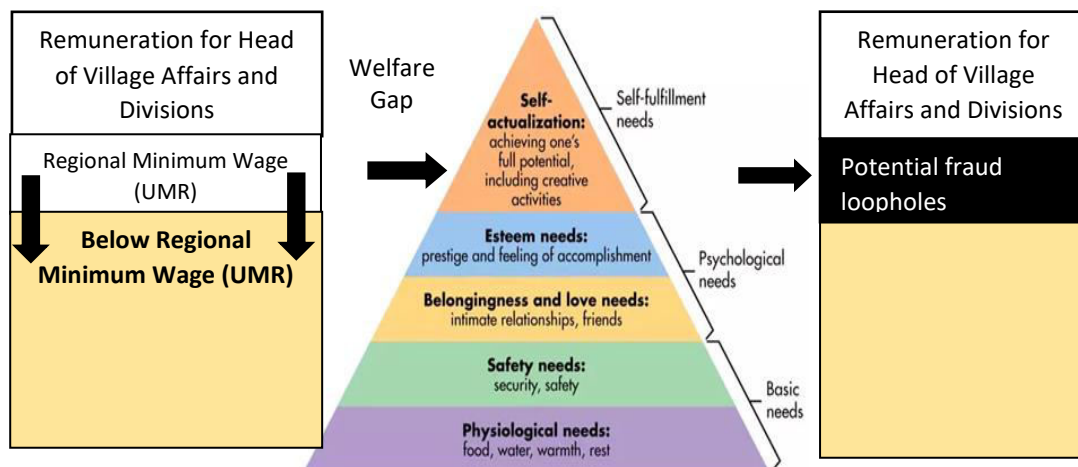 Remuneration for Head
of Village Affairs and
Divisions
Regional Minimum Wage
(UMR)
Below Regional
Minimum Wage (UMR)
Welfare
Gap
Self-
actualization:
achieving one's
full potential,
including creative
activities
Esteem needs:
prestige and feeling of accomplishment
Belongingness and love needs:
intimate relationships, friends
Safety needs:
security, safety
Physiological needs:
food, water, warmth, rest
Self-fulfillment
needs
Psychological
needs
Basic
needs
Remuneration for
Head of Village
Affairs and Divisions
Potential fraud
loopholes